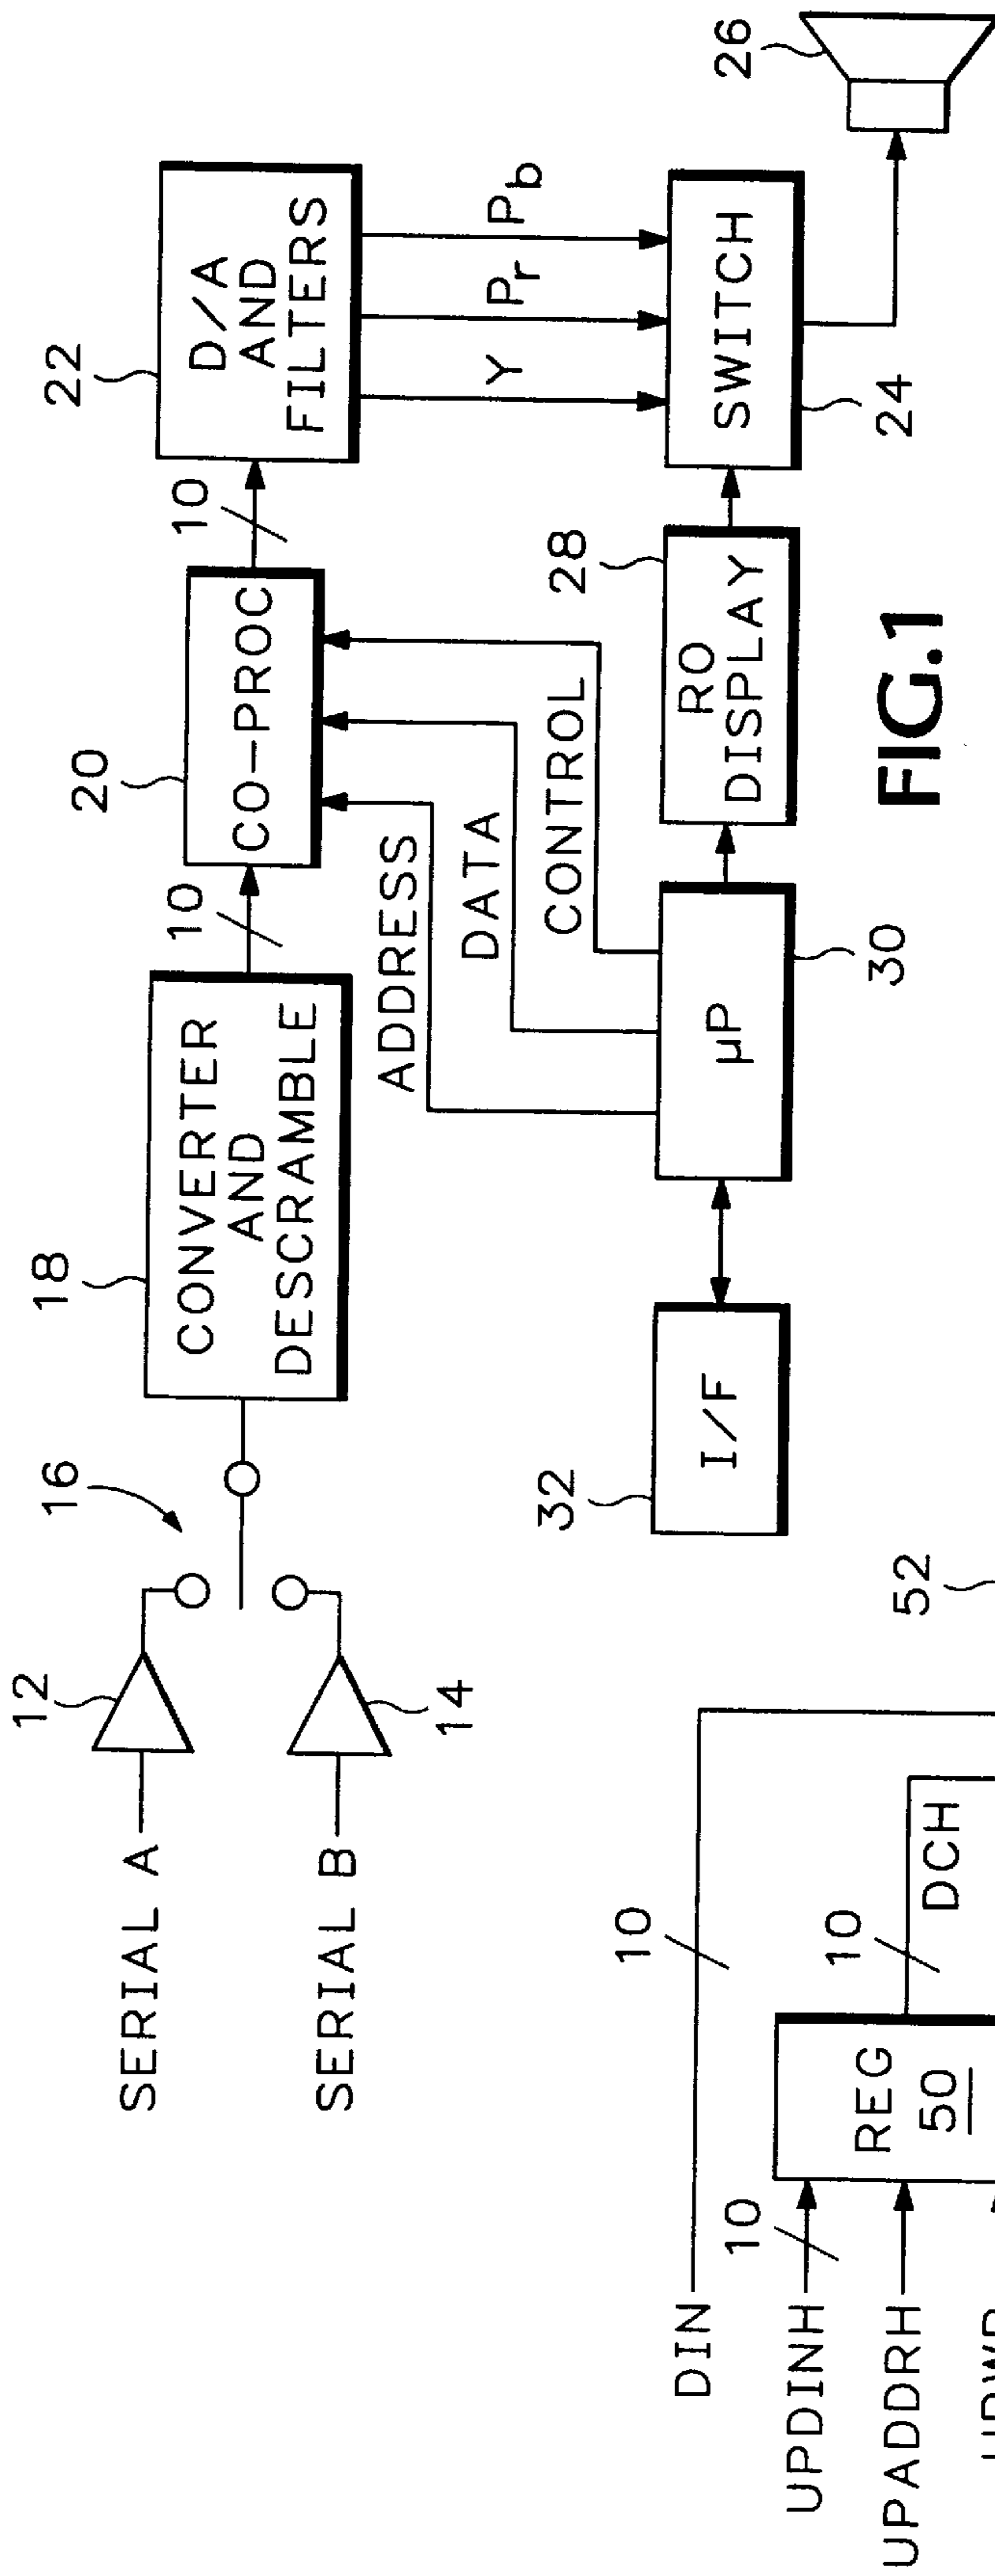 12
SERIAL A
14
SERIAL B
16
18
CONVERTER
AND
DESCRAMBLE
10
20
CO-PROC
10
22
D/A
AND
FILTERS
Y
Pr
Pb
ADDRESS
DATA
CONTROL
32
I/F
µP
30
28
RO
DISPLAY
SWITCH
24
26
FIG.1
DIN
10
52
UPDINH
10
REG
50
10
DCH
UPADDRH